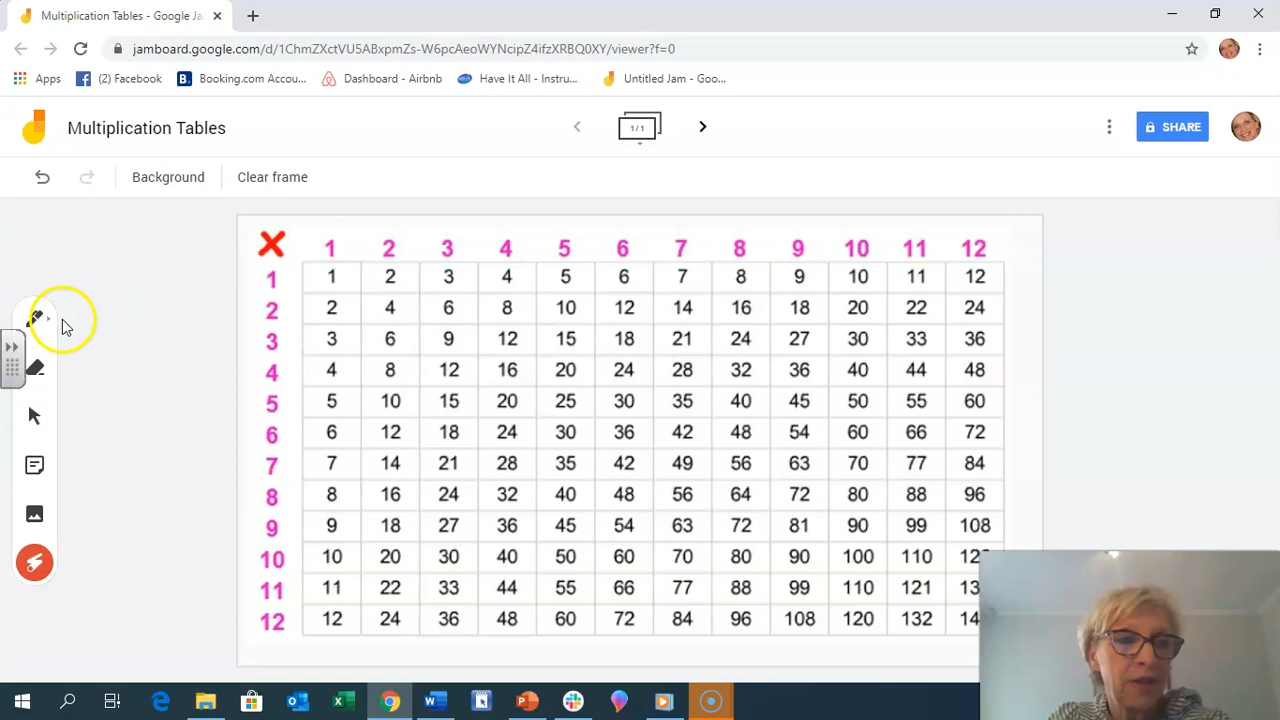 Multiplication Tables - Google Ja
jamboard.google.com/d/1ChmZXctVU5ABxpmZs-W6pcAeoWYNcipZ4ifzXRBQ0XY/viewer?f=0
Apps (2) Facebook Booking.com Accou... Dashboard - Airbnb Have It All - Instru... Untitled Jam - Goo...
Multiplication Tables 1/1 SHARE
Background Clear frame
X 1 2 3 4 5 6 7 8 9 10 11 12
1 1 2 3 4 5 6 7 8 9 10 11 12
2 2 4 6 8 10 12 14 16 18 20 22 24
3 3 6 9 12 15 18 21 24 27 30 33 36
4 4 8 12 16 20 24 28 32 36 40 44 48
5 5 10 15 20 25 30 35 40 45 50 55 60
6 6 12 18 24 30 36 42 48 54 60 66 72
7 7 14 21 28 35 42 49 56 63 70 77 84
8 8 16 24 32 40 48 56 64 72 80 88 96
9 9 18 27 36 45 54 63 72 81 90 99 108
10 10 20 30 40 50 60 70 80 90 100 110
11 11 22 33 44 55 66 77 88 99 110 121
12 12 24 36 48 60 72 84 96 108 120 132